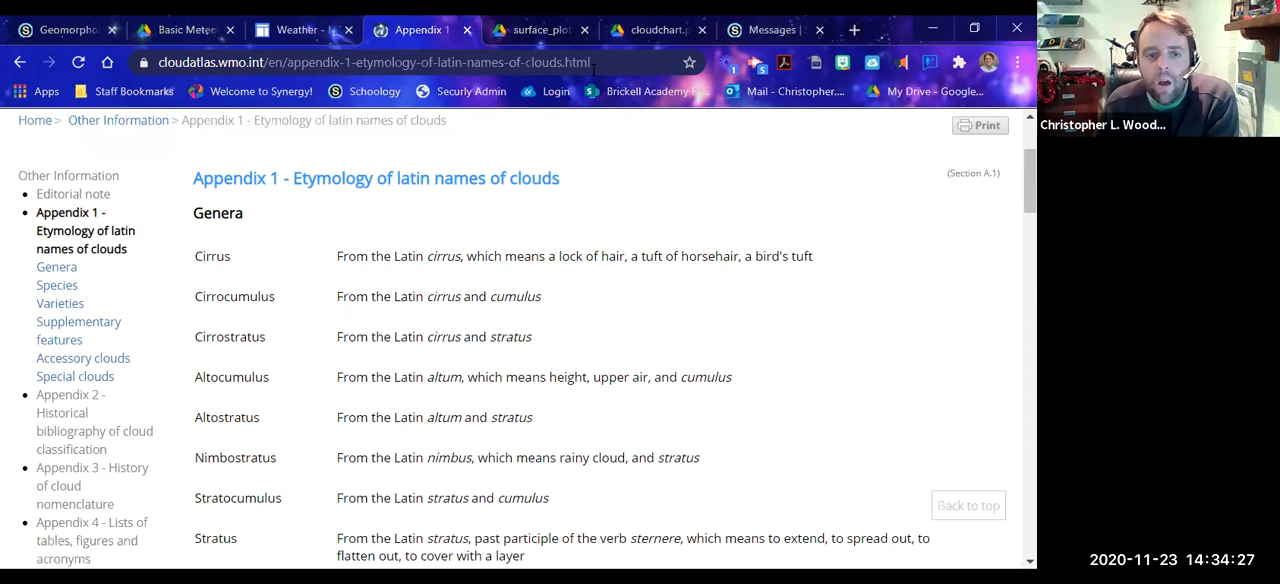 Geomorpho
Basic Mete
Weather - N
Appendix 1
surface_plot
cloudchart.p
Messages |
cloudatlas.wmo.int/en/appendix-1-etymology-of-latin-names-of-clouds.html
Apps
Staff Bookmarks
Welcome to Synergy!
Schoology
Securly Admin
Login
Brickell Academy F
Mail - Christopher....
My Drive - Google...
Christopher L. Wood...
Home > Other Information > Appendix 1 - Etymology of latin names of clouds
Print
Other Information
Editorial note
Appendix 1 -
Etymology of latin
names of clouds
Genera
Species
Varieties
Supplementary
features
Accessory clouds
Special clouds
Appendix 2 -
Historical
bibliography of cloud
classification
Appendix 3 - History
of cloud
nomenclature
Appendix 4 - Lists of
tables, figures and
acronyms
Appendix 1 - Etymology of latin names of clouds
(Section A.1)
Genera
Cirrus From the Latin cirrus, which means a lock of hair, a tuft of horsehair, a bird's tuft
Cirrocumulus From the Latin cirrus and cumulus
Cirrostratus From the Latin cirrus and stratus
Altocumulus From the Latin altum, which means height, upper air, and cumulus
Altostratus From the Latin altum and stratus
Nimbostratus From the Latin nimbus, which means rainy cloud, and stratus
Stratocumulus From the Latin stratus and cumulus
Stratus From the Latin stratus, past participle of the verb sternere, which means to extend, to spread out, to
flatten out, to cover with a layer
Back to top
2020-11-23 14:34:27